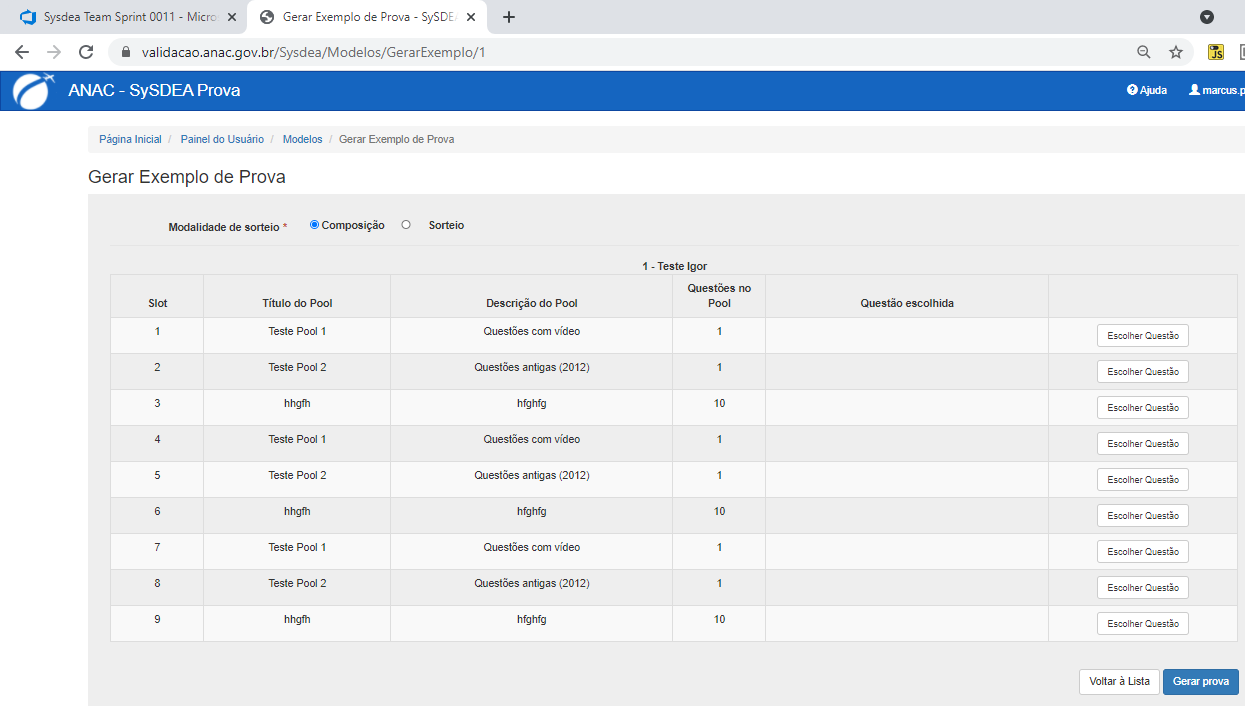 Sysdea Team Sprint 0011 - Micro
Gerar Exemplo de Prova - SySDE
validacao.anac.gov.br/Sysdea/Modelos/GerarExemplo/1
JS
ANAC - SySDEA Prova
Ajuda
marcus.p
Página Inicial / Painel do Usuário / Modelos / Gerar Exemplo de Prova
Gerar Exemplo de Prova
Modalidade de sorteio * Composição Sorteio
1 - Teste Igor
Slot Título do Pool Descrição do Pool Questões no Pool Questão escolhida
1 Teste Pool 1 Questões com vídeo 1 Escolher Questão
2 Teste Pool 2 Questões antigas (2012) 1 Escolher Questão
3 hhgfh hfghfg 10 Escolher Questão
4 Teste Pool 1 Questões com vídeo 1 Escolher Questão
5 Teste Pool 2 Questões antigas (2012) 1 Escolher Questão
6 hhgfh hfghfg 10 Escolher Questão
7 Teste Pool 1 Questões com vídeo 1 Escolher Questão
8 Teste Pool 2 Questões antigas (2012) 1 Escolher Questão
9 hhgfh hfghfg 10 Escolher Questão
Voltar à Lista Gerar prova